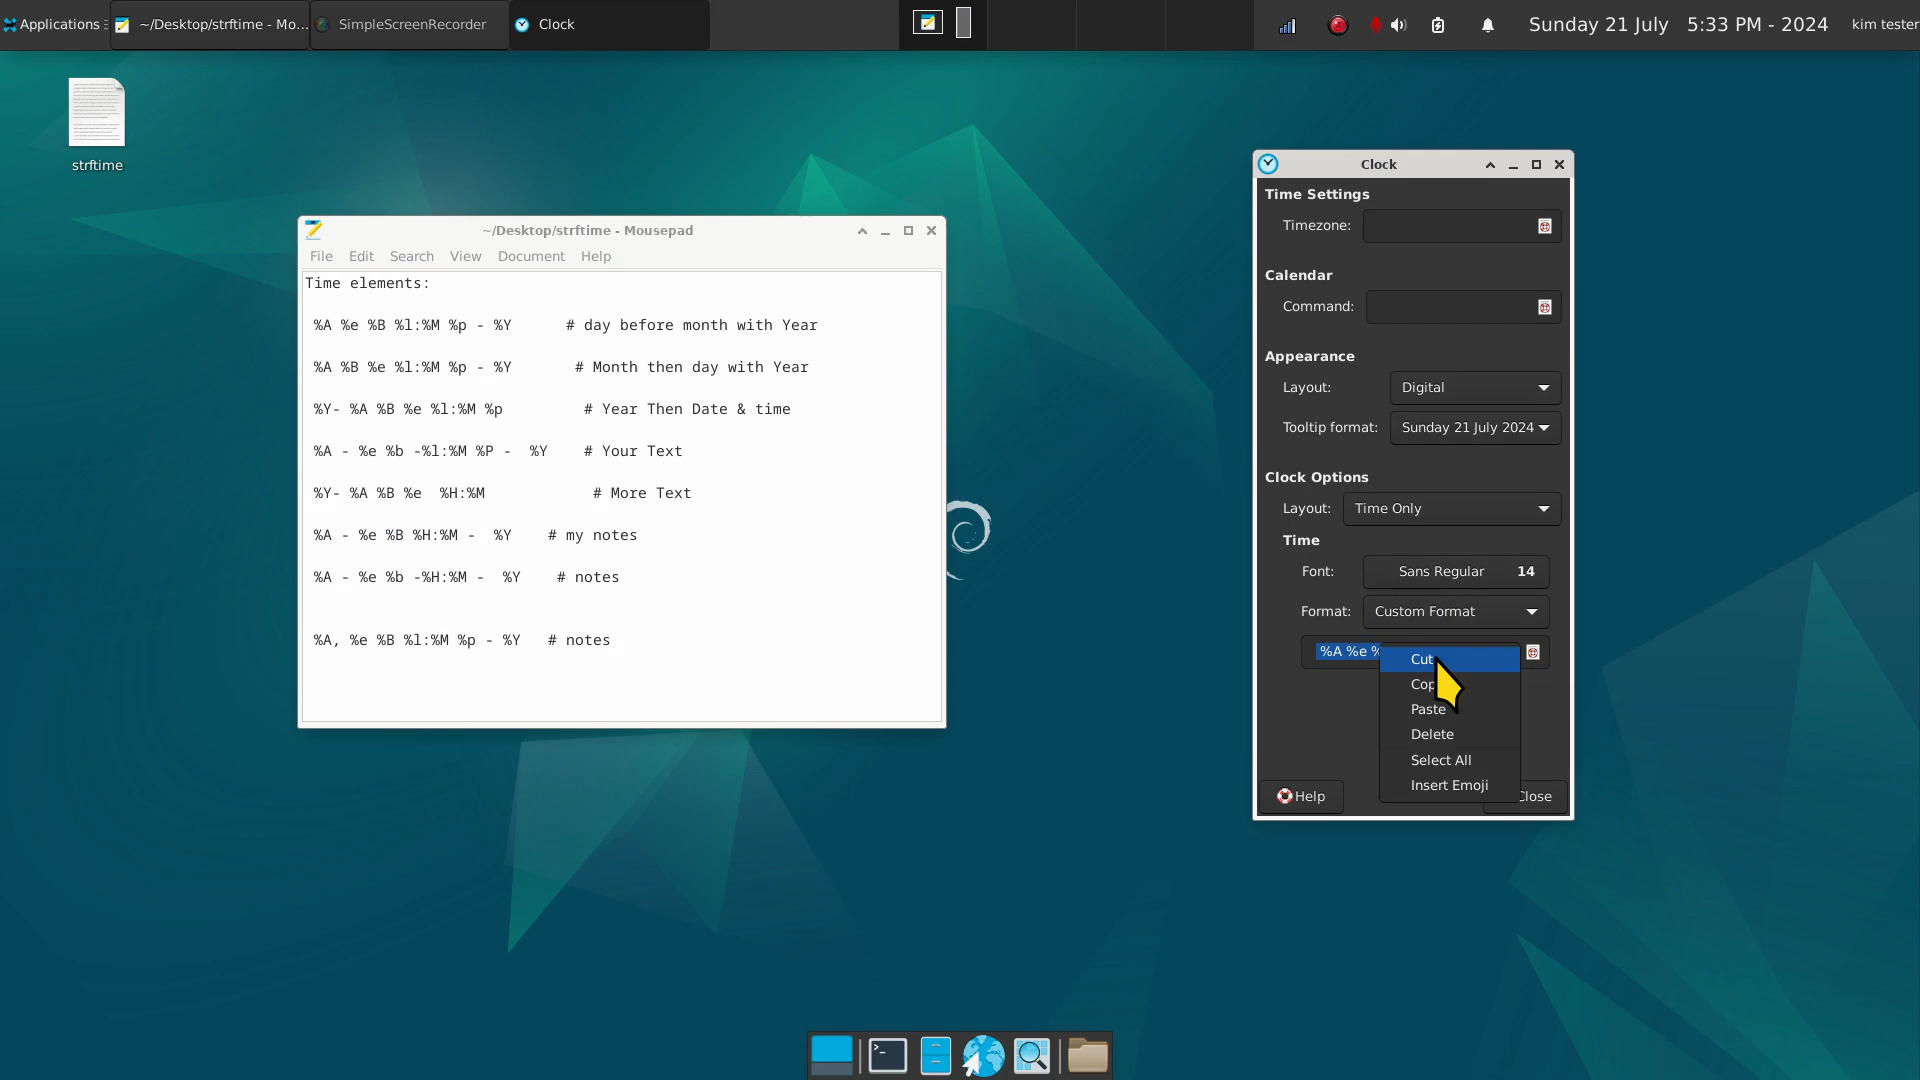 Applications
~/Desktop/strftime - Mo...
SimpleScreenRecorder
Clock
Sunday 21 July 5:33 PM - 2024
kim tester
strftime
~/Desktop/strftime - Mousepad
File Edit Search View Document Help
Time elements:
%A %e %B %l:%M %p - %Y # day before month with Year
%A %B %e %l:%M %p - %Y # Month then day with Year
%Y- %A %B %e %l:%M %p # Year Then Date & time
%A - %e %b -%l:%M %P - %Y # Your Text
%Y- %A %B %e %H:%M # More Text
%A - %e %B %H:%M - %Y # my notes
%A - %e %b -%H:%M - %Y # notes
%A, %e %B %l:%M %p - %Y # notes
Clock
Time Settings
Timezone:
Calendar
Command:
Appearance
Layout: Digital
Tooltip format: Sunday 21 July 2024
Clock Options
Layout: Time Only
Time
Font: Sans Regular 14
Format: Custom Format
%A %e %
Cut
Cop
Paste
Delete
Select All
Insert Emoji
Help
Close